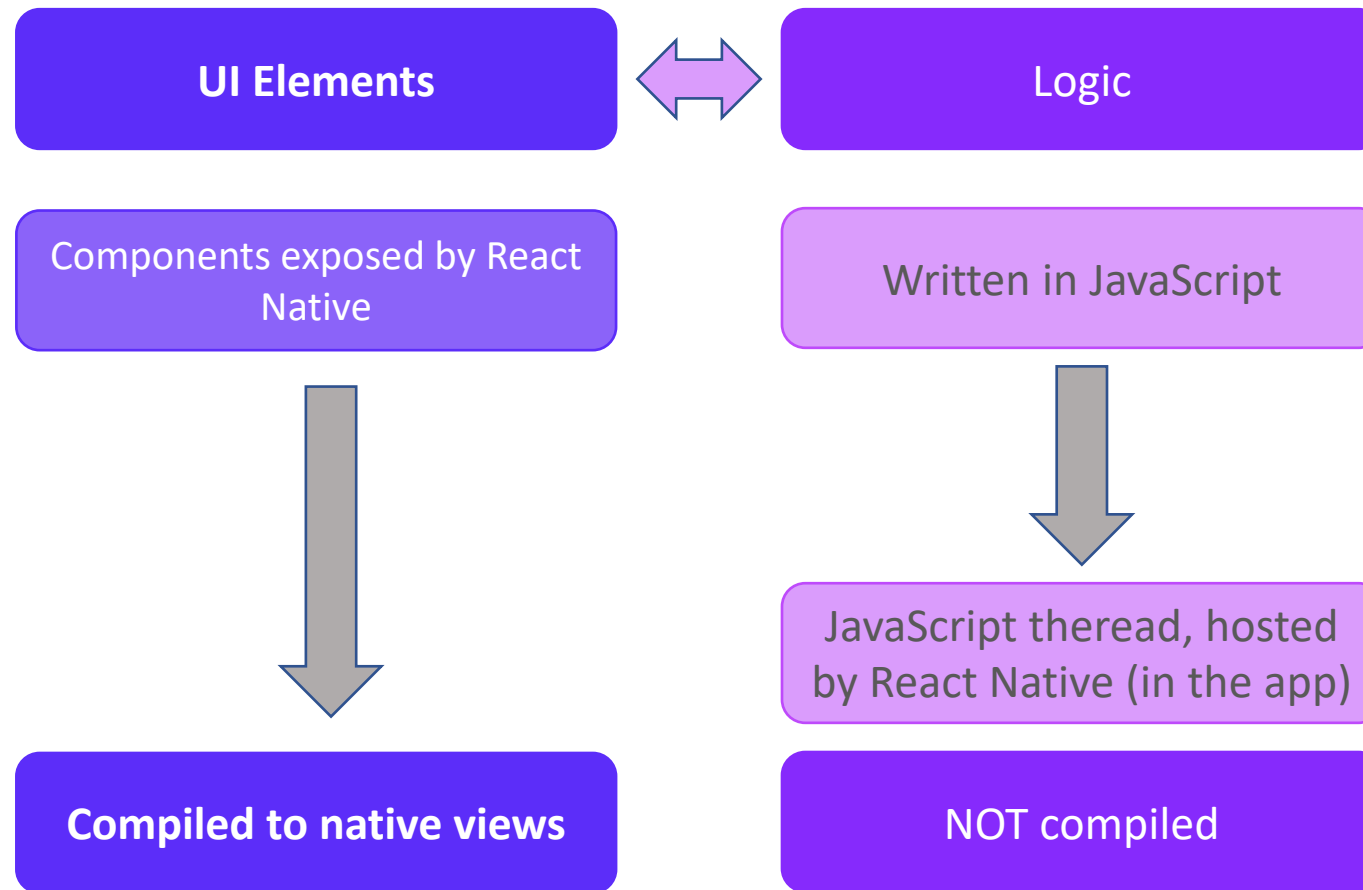 UI Elements
Logic
Components exposed by React
Native
Written in JavaScript
JavaScript theread, hosted
by React Native (in the app)
Compiled to native views
NOT compiled